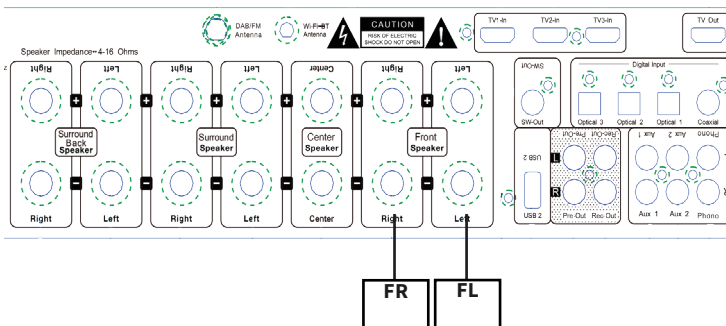 DAB/FM
Antenna
Wi-Fi-BT
Antenna
CAUTION
RISK OF ELECTRIC
SHOCK DO NOT OPEN
TV1-In
TV2-In
TV3-In
TV Out
Speaker Impedance 4-16 Ohms
Right
Left
Right
Left
Center
Right
Left
SW-Out
Digital Input
SW-Out
Optical 3
Optical 2
Optical 1
Coaxial
Surround
Back
Speaker
Surround
Speaker
Center
Speaker
Front
Speaker
USB 2
Pre-Out
Rec-Out
Aux 1
Aux 2
Phono
L
R
Right
Left
Right
Left
Center
Right
Left
USB 2
Pre-Out
Rec Out
Aux 1
Aux 2
Phono
FR
FL